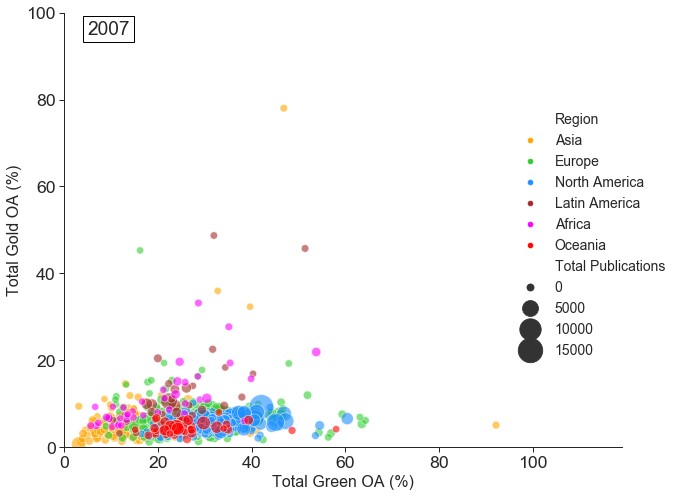 2007
100
80
60
40
20
0
Total Gold OA (%)
0 20 40 60 80 100
Total Green OA (%)
Region
Asia
Europe
North America
Latin America
Africa
Oceania
Total Publications
0
5000
10000
15000